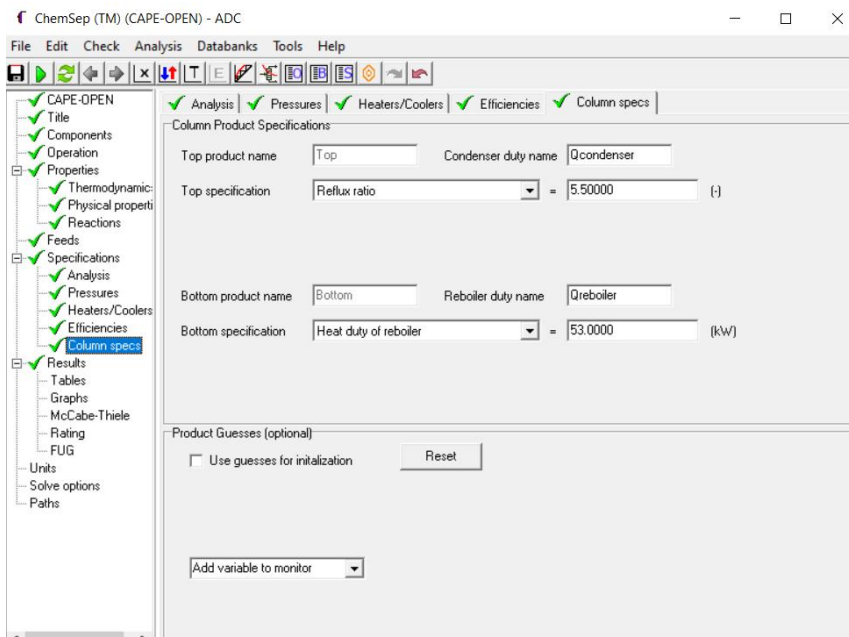 ChemSep (TM) (CAPE-OPEN) - ADC
File Edit Check Analysis Databanks Tools Help
CAPE-OPEN
Title
Components
Operation
Properties
Thermodynamic:
Physical properti
Reactions
Feeds
Specifications
Analysis
Pressures
Heaters/Coolers
Efficiencies
Column specs
Results
Tables
Graphs
McCabe-Thiele
Rating
FUG
Units
Solve options
Paths
Analysis Pressures Heaters/Coolers Efficiencies Column specs
Column Product Specifications
Top product name Top Condenser duty name Qcondenser
Top specification Reflux ratio = 5.50000 (-)
Bottom product name Bottom Reboiler duty name Qreboiler
Bottom specification Heat duty of reboiler = 53.0000 (kW)
Product Guesses (optional)
Use guesses for initalization Reset
Add variable to monitor